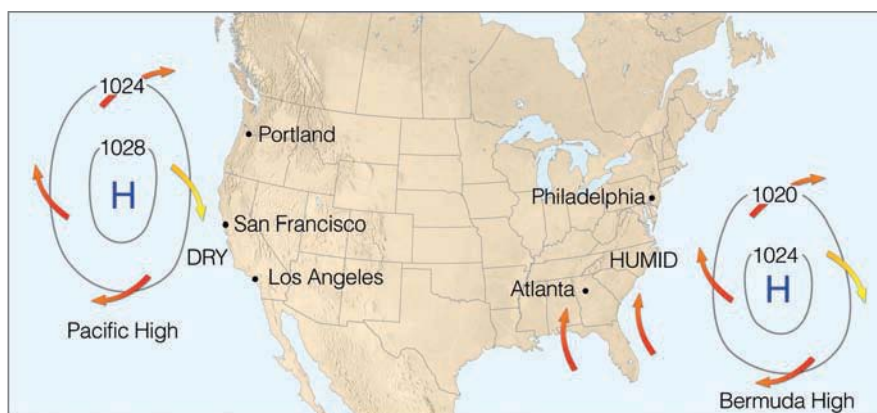 1024
1028
H
Pacific High
Portland
San Francisco
DRY
Los Angeles
Philadelphia
HUMID
Atlanta
1020
1024
H
Bermuda High